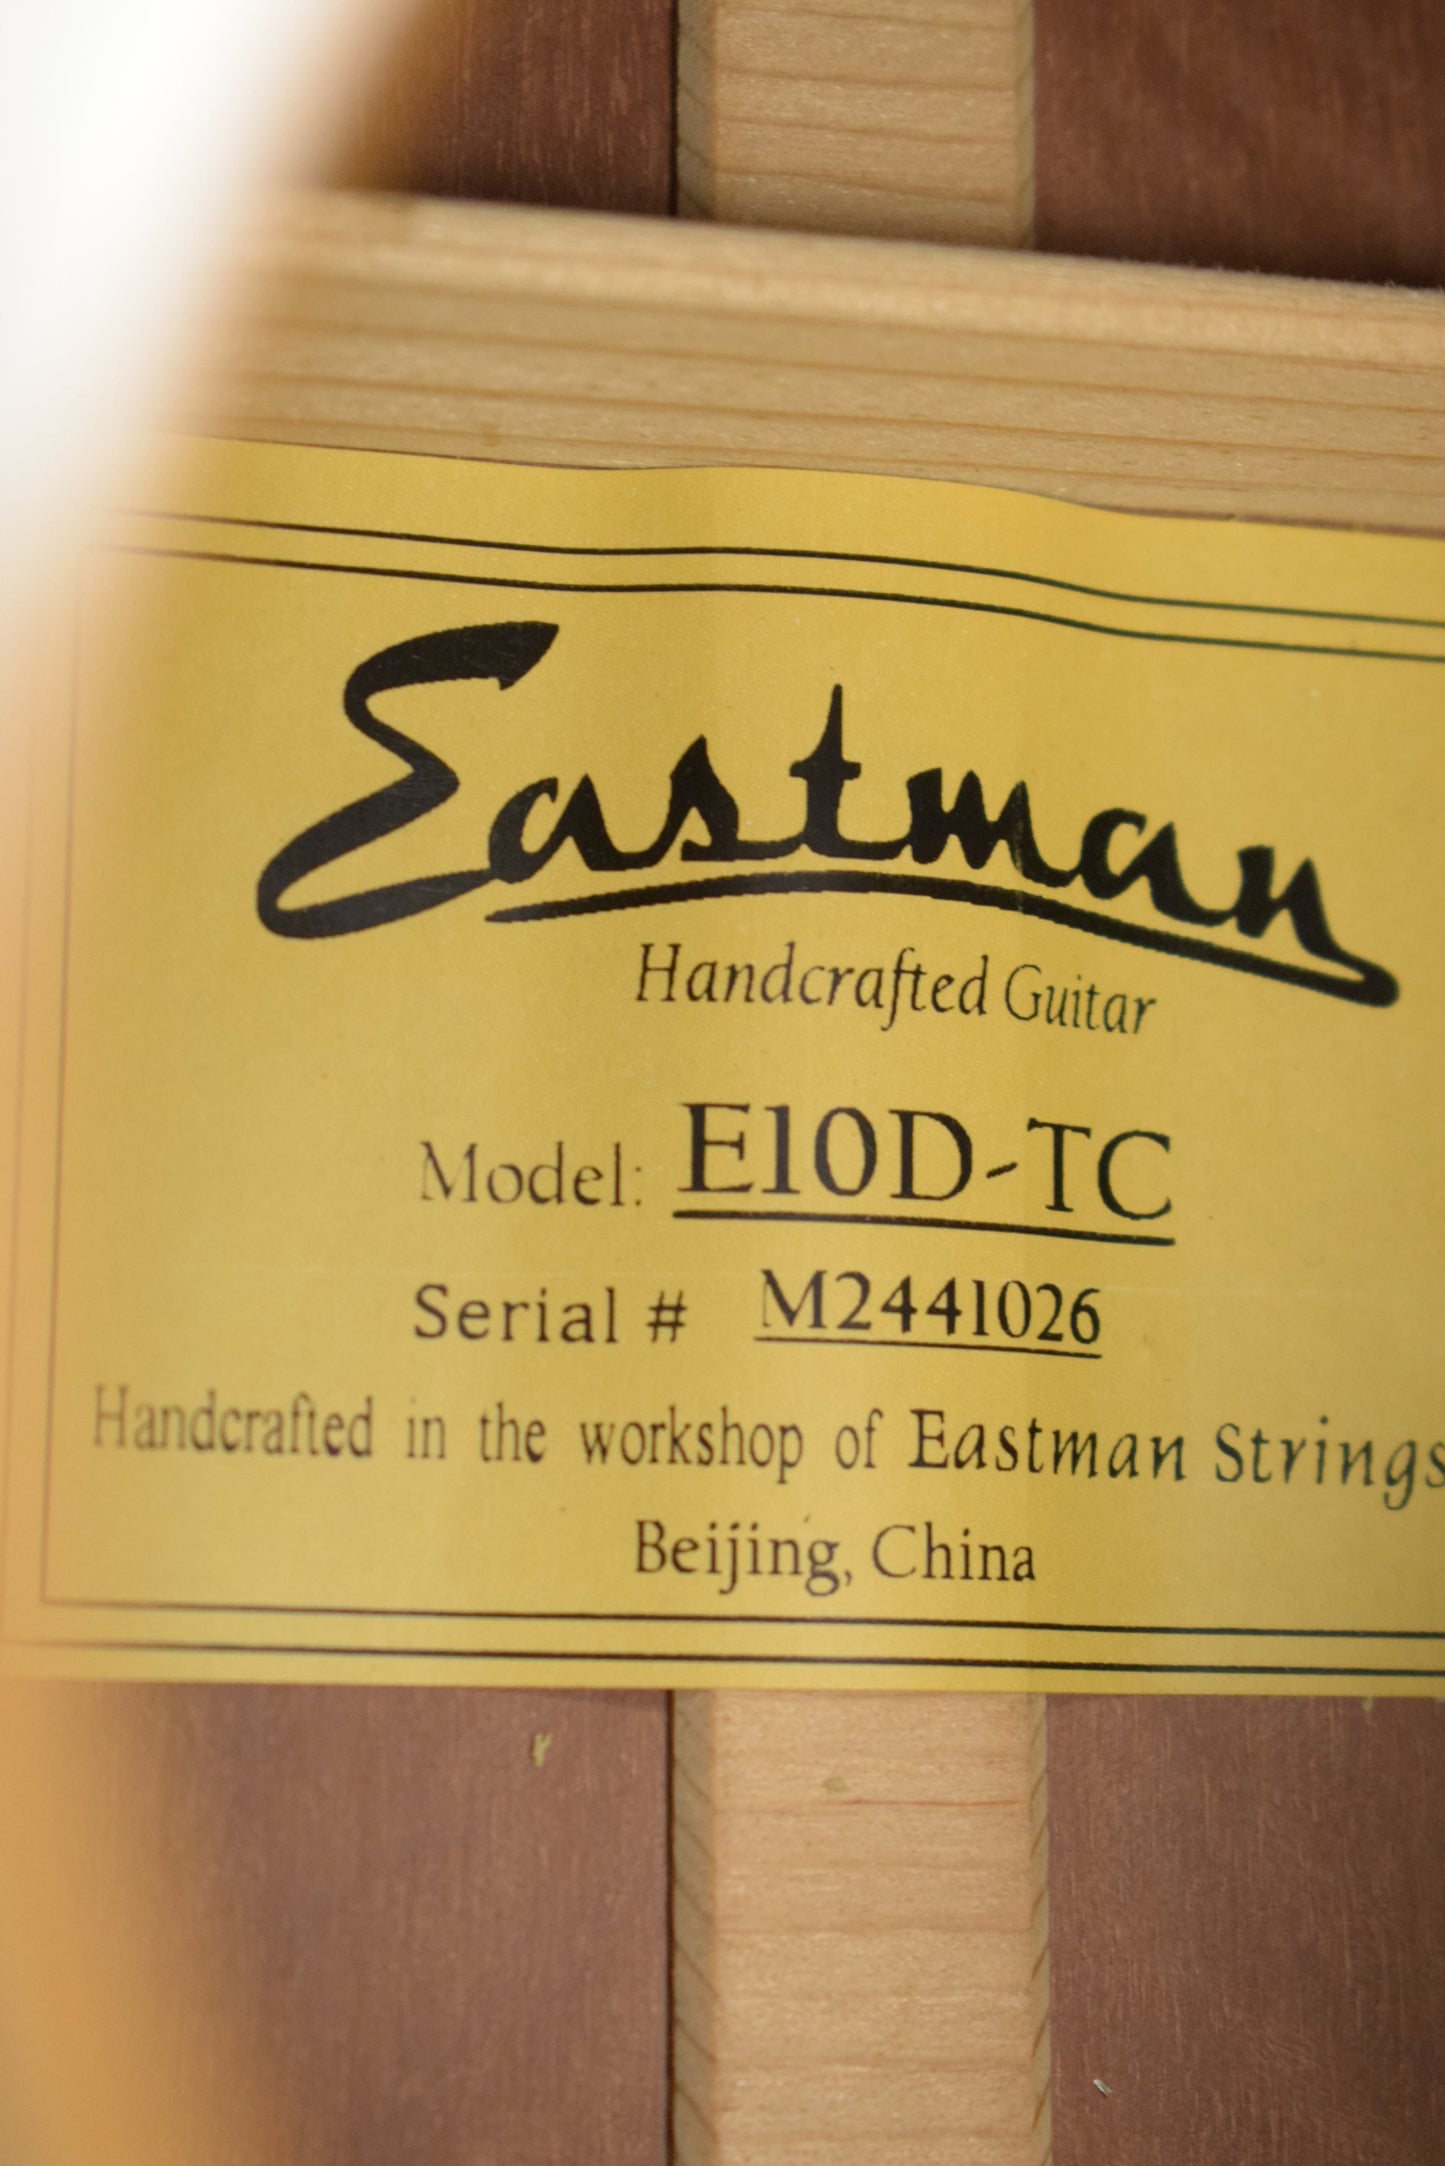 Eastman
Handcrafted Guitar
Model: E10D-TC
Serial # M2441026
Handcrafted in the workshop of Eastman Strings
Beijing, China